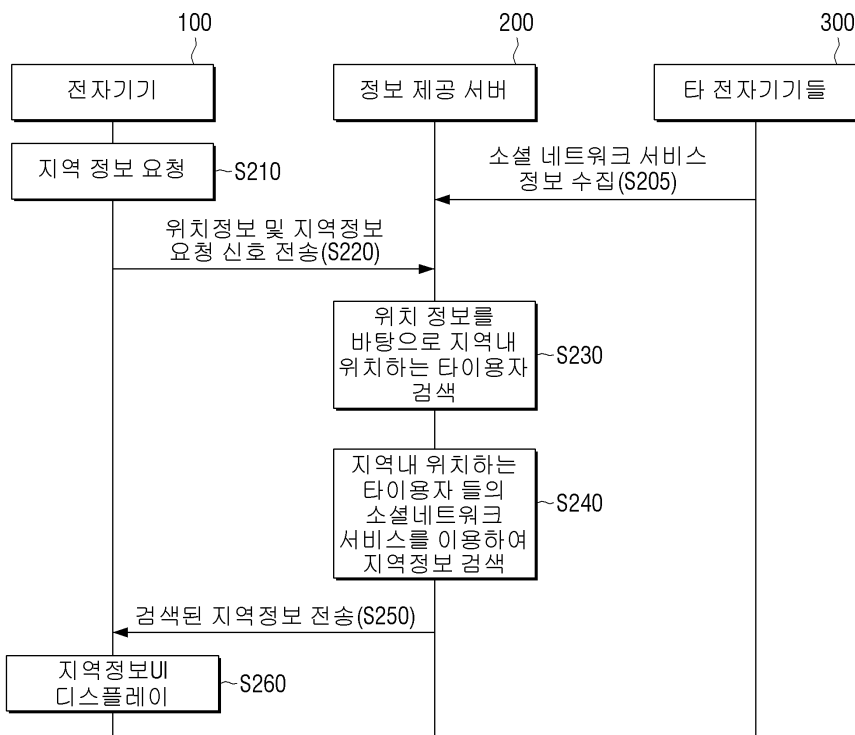 100
200
300
전자기기
정보 제공 서버
타 전자기기들
지역 정보 요청
S210
소셜 네트워크 서비스
정보 수집(S205)
위치정보 및 지역정보
요청 신호 전송(S220)
위치 정보를
바탕으로 지역내
위치하는 타이용자
검색
S230
지역내 위치하는
타이용자 들의
소셜네트워크
서비스를 이용하여
지역정보 검색
S240
검색된 지역정보 전송(S250)
지역정보UI
디스플레이
S260